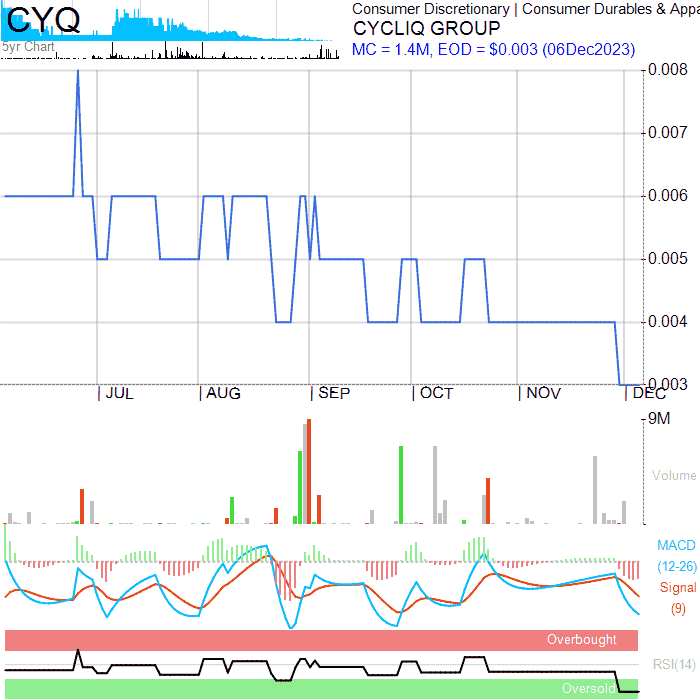 CYQ
5yr Chart
Consumer Discretionary | Consumer Durables & Appa
CYCLIQ GROUP
MC = 1.4M, EOD = $0.003 (06Dec2023)
0.008
0.007
0.006
0.005
0.004
0.003
JUL AUG SEP OCT NOV DEC
9M
Volume
MACD
(12-26)
Signal
(9)
Overbought
RSI(14)
Oversold